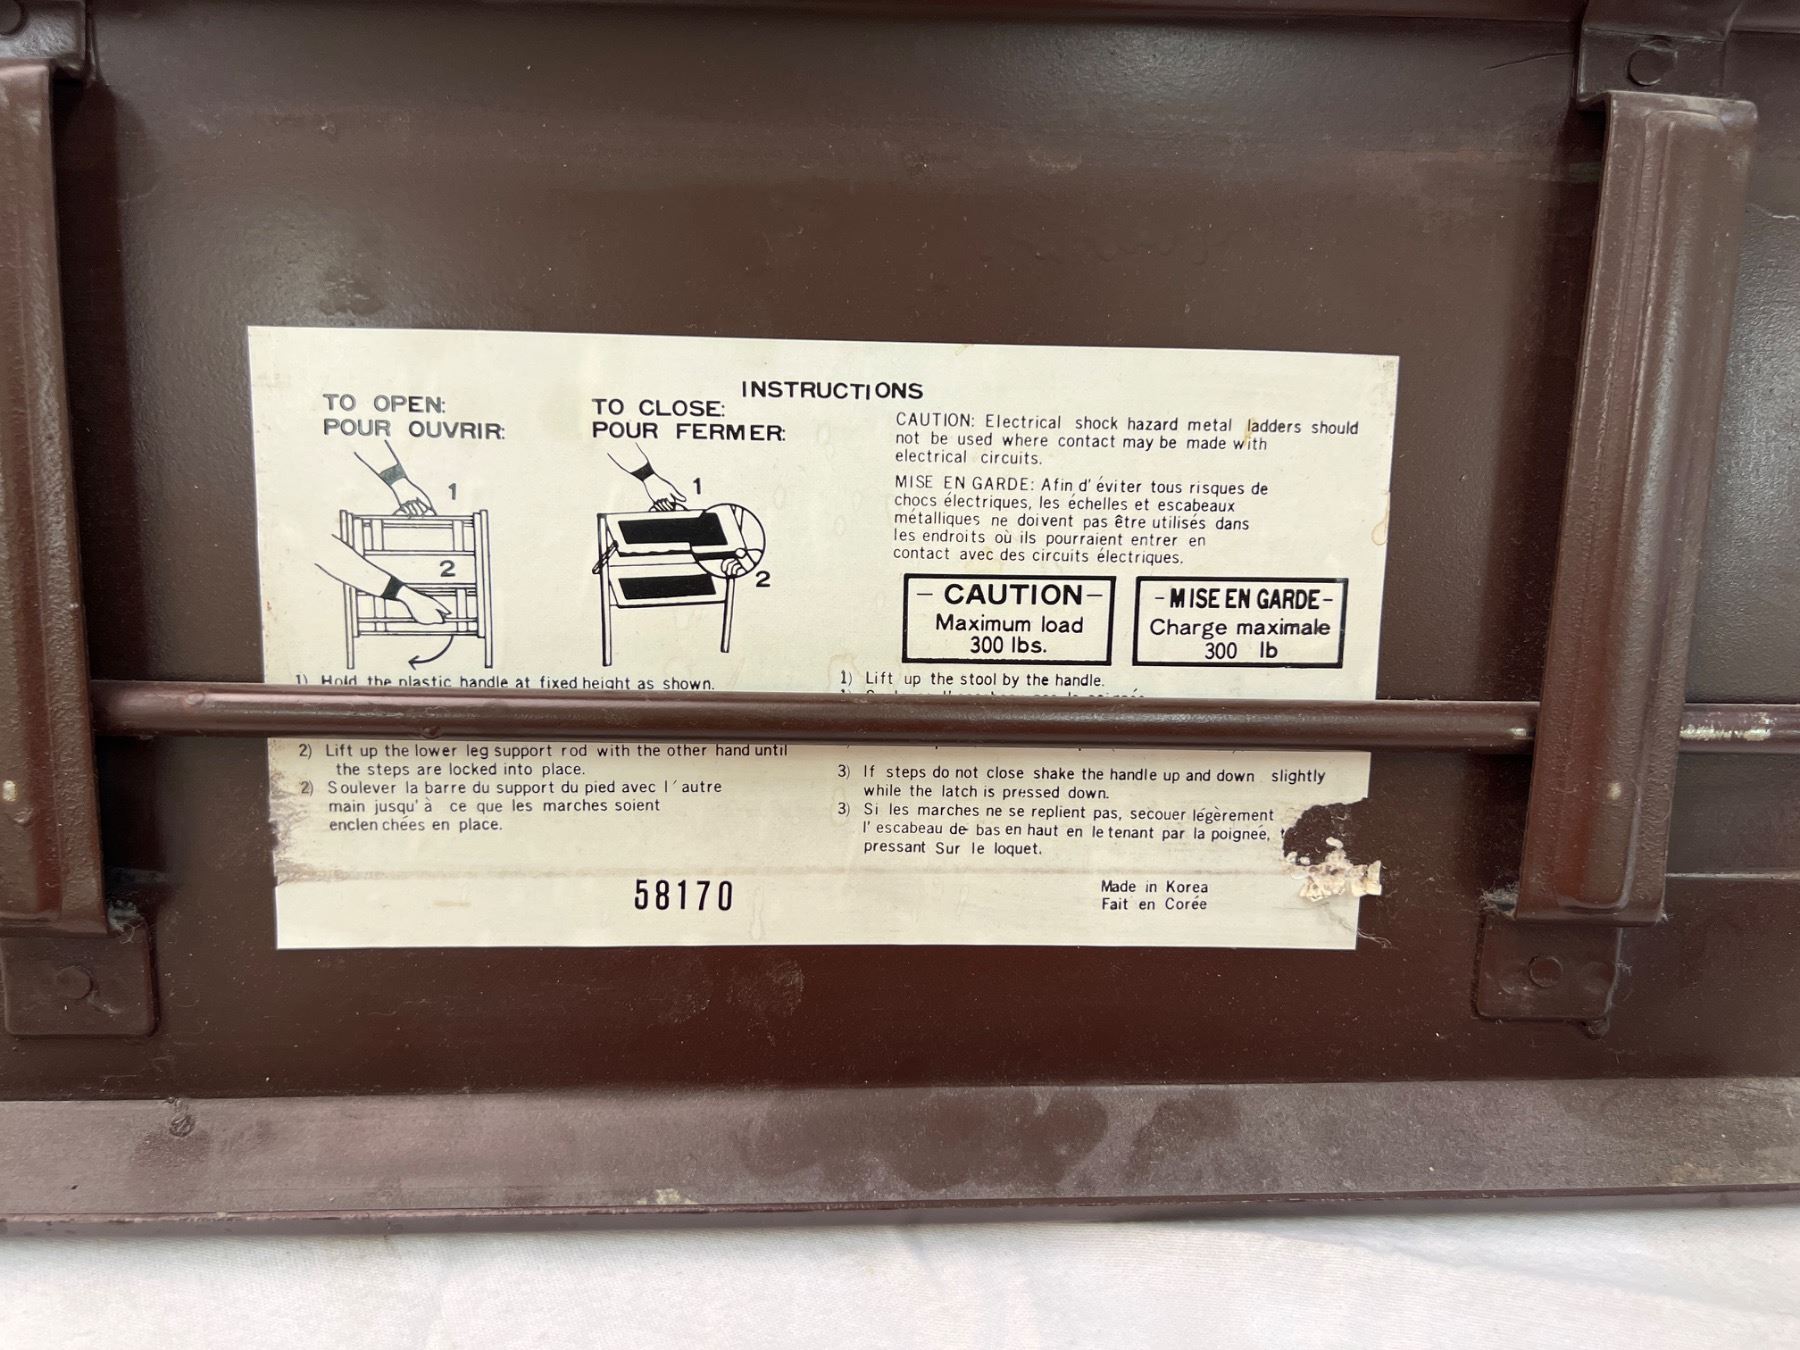 INSTRUCTIONS
TO OPEN:
POUR OUVRIR:
1
2
TO CLOSE:
POUR FERMER:
1
2
CAUTION: Electrical shock hazard metal ladders should
not be used where contact may be made with
electrical circuits.
MISE EN GARDE: Afin d'éviter tous risques de
chocs électriques, les échelles et escabeaux
métalliques ne doivent pas être utilisés dans
les endroits où ils pourraient entrer en
contact avec des circuits électriques.
- CAUTION -
Maximum load
300 lbs.
- MISE EN GARDE -
Charge maximale
300 lb
1) Hold the plastic handle at fixed height as shown.
2) Lift up the lower leg support rod with the other hand until
the steps are locked into place.
2) Soulever la barre du support du pied avec l'autre
main jusqu'à ce que les marches soient
enclenchées en place.
1) Lift up the stool by the handle.
3) If steps do not close shake the handle up and down slightly
while the latch is pressed down.
3) Si les marches ne se replient pas, secouer légèrement
l'escabeau de bas en haut en le tenant par la poigneé,
pressant Sur le loquet.
58170
Made in Korea
Fait en Corée